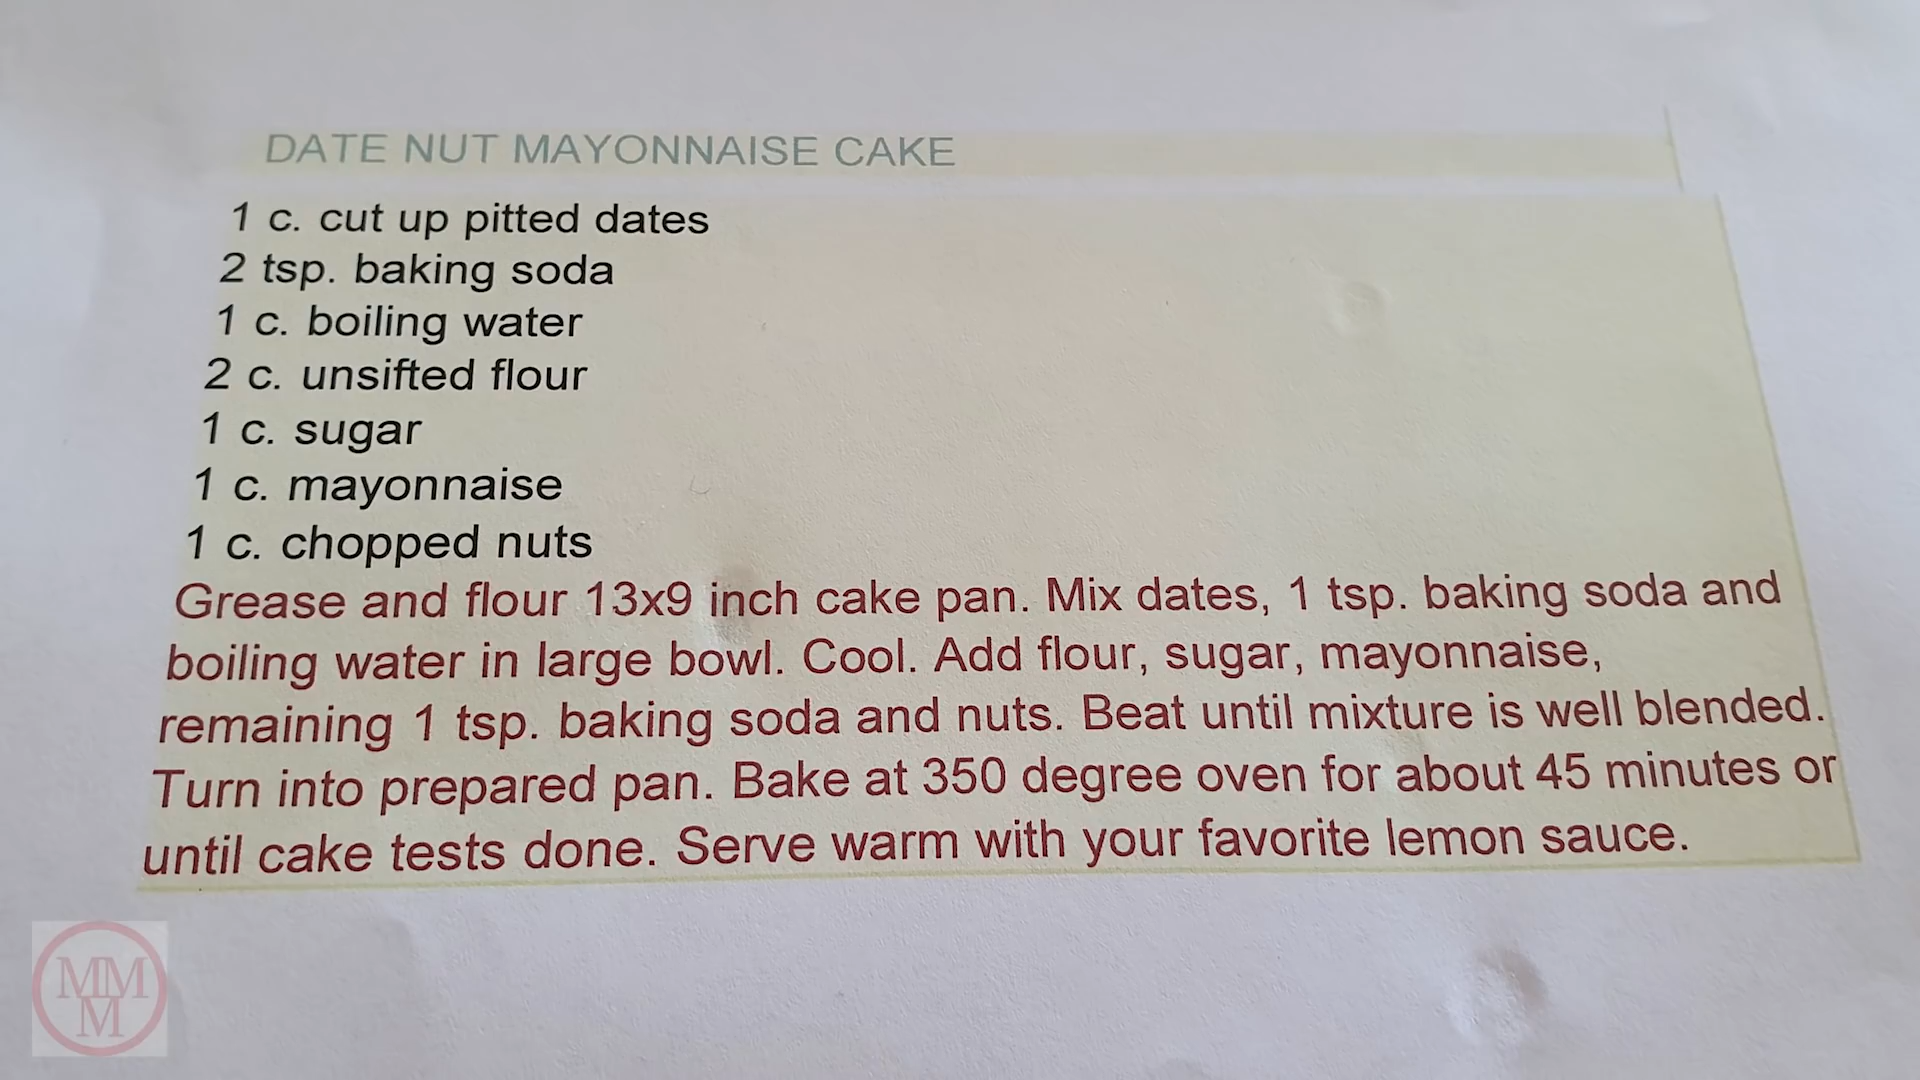 DATE NUT MAYONNAISE CAKE
1 c. cut up pitted dates
2 tsp. baking soda
1 c. boiling water
2 c. unsifted flour
1 c. sugar
1 c. mayonnaise
1 c. chopped nuts
Grease and flour 13x9 inch cake pan. Mix dates, 1 tsp. baking soda and
boiling water in large bowl. Cool. Add flour, sugar, mayonnaise,
remaining 1 tsp. baking soda and nuts. Beat until mixture is well blended.
Turn into prepared pan. Bake at 350 degree oven for about 45 minutes or
until cake tests done. Serve warm with your favorite lemon sauce.
MM
M